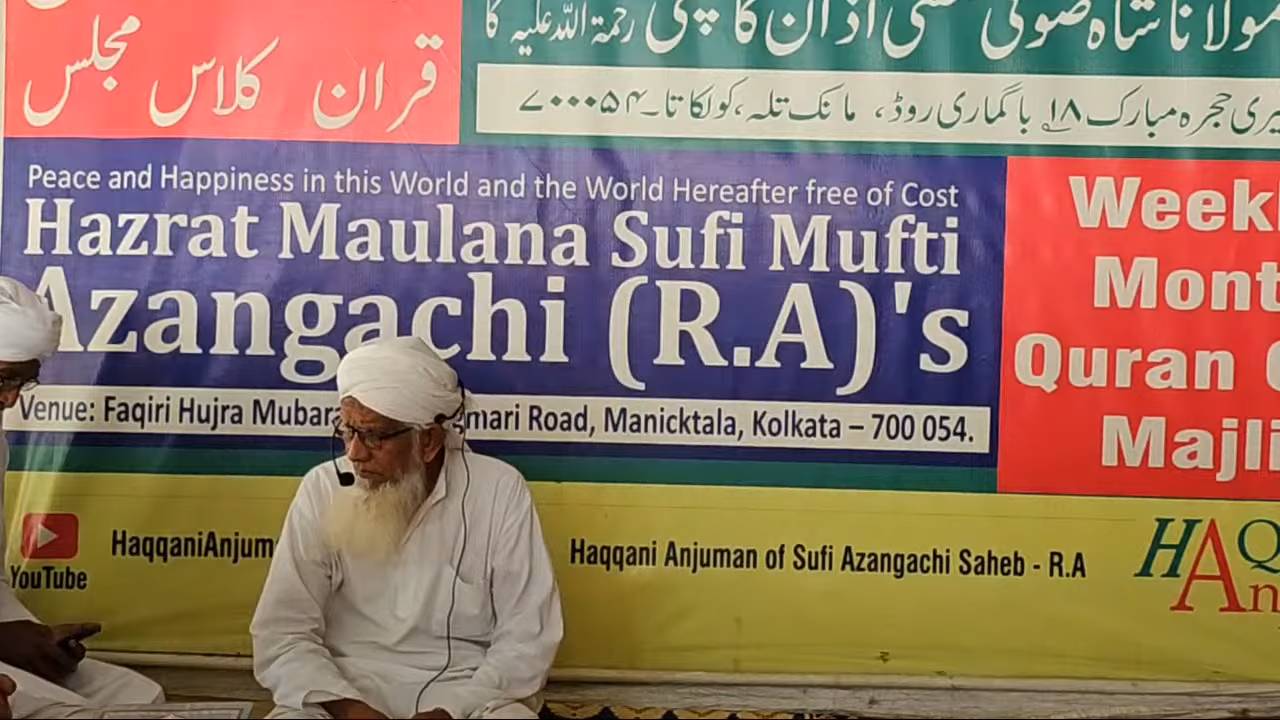 مولانا شاہ صوفی مفتی اذان گاچھی رحمۃ اللہ علیہ کا
قران کلاس مجلس
حجرہ مبارک ۱۸ باگماری روڈ، مانک تلہ، کولکاتا۔۷۰۰۰۵۴
Peace and Happiness in this World and the World Hereafter free of Cost
Hazrat Maulana Sufi Mufti
Azangachi (R.A)'s
Venue: Faqiri Hujra Mubara
mari Road, Manicktala, Kolkata – 700 054.
Week
Mont
Quran
Majli
YouTube
HaqqaniAnjum
Haqqani Anjuman of Sufi Azangachi Saheb - R.A
HAQ
An